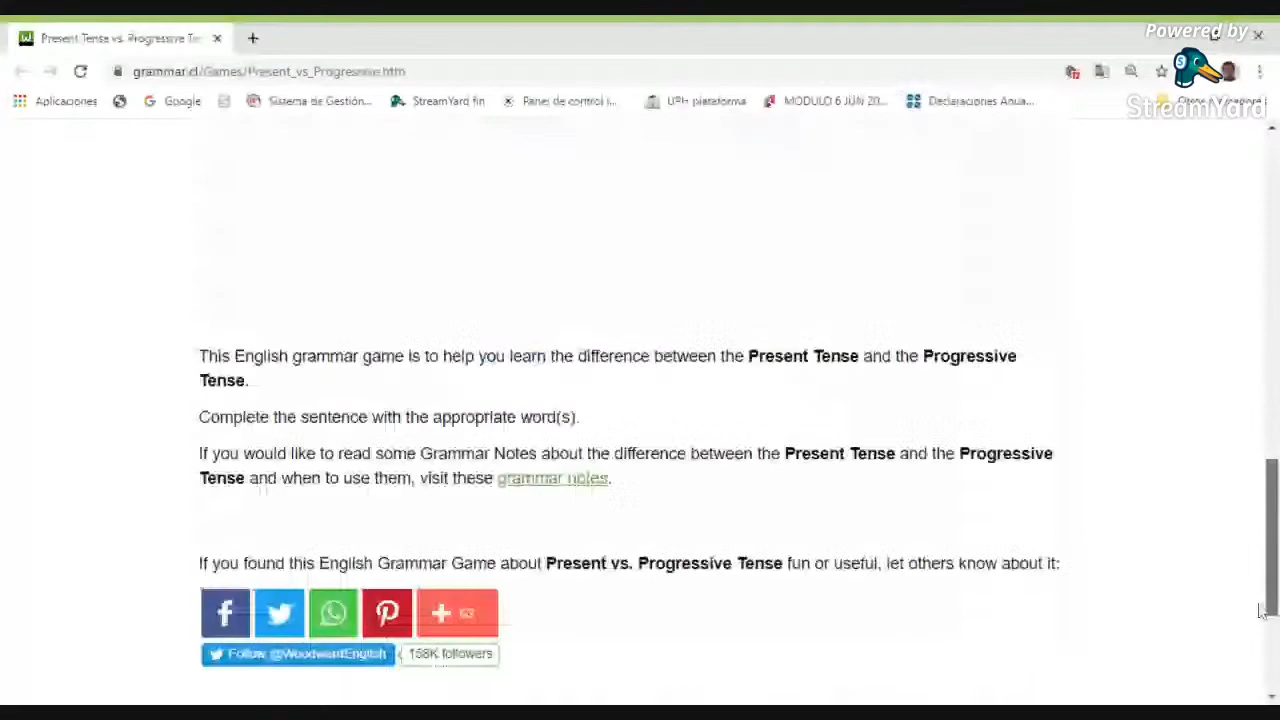 Powered by
Present Tense vs. Progressive Te
grammar.cl/Games/Present_vs_Progressive.htm
Aplicaciones Google Sistema de Gestión... StreamYard fin Panel de control i... plataforma MODULO 6 JUN 20... Declaraciones Anua...
StreamYard
This English grammar game is to help you learn the difference between the Present Tense and the Progressive
Tense.
Complete the sentence with the appropriate word(s).
If you would like to read some Grammar Notes about the difference between the Present Tense and the Progressive
Tense and when to use them, visit these grammar notes.
If you found this English Grammar Game about Present vs. Progressive Tense fun or useful, let others know about it:
Follow @WoodwardEnglish 158K followers